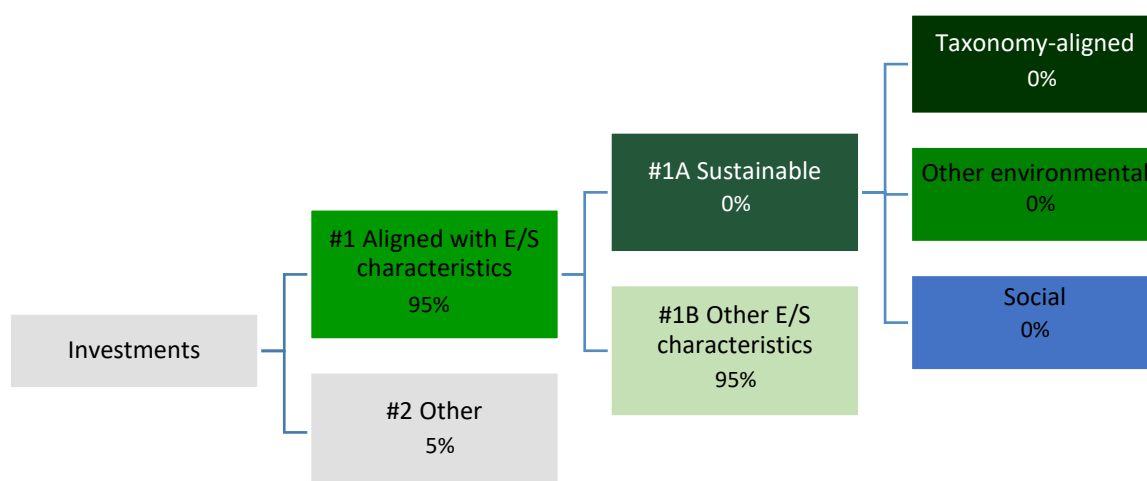 Investments
#1 Aligned with E/S
characteristics
95%
#2 Other
5%
#1A Sustainable
0%
#1B Other E/S
characteristics
95%
Taxonomy-aligned
0%
Other environmental
0%
Social
0%